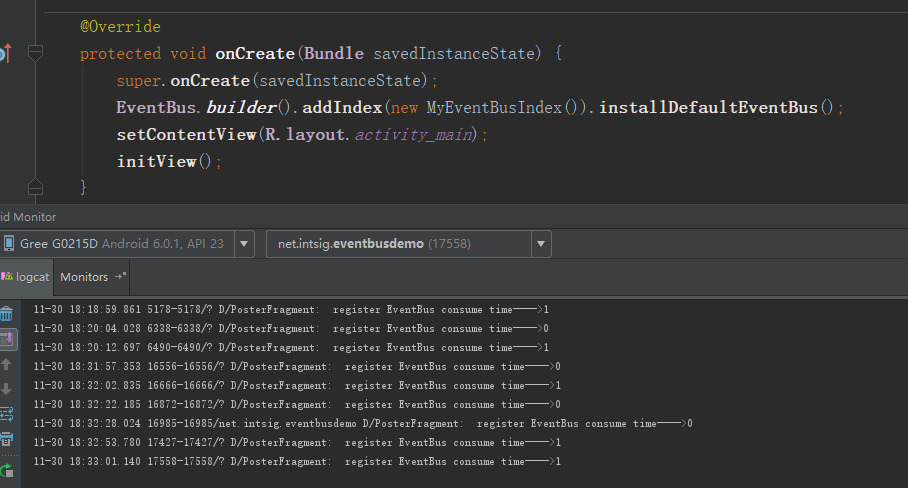 @Override
protected void onCreate(Bundle savedInstanceState) {
super.onCreate(savedInstanceState);
EventBus.builder().addIndex(new MyEventBusIndex()).installDefaultEventBus();
setContentView(R.layout.activity_main);
initView();
}
id Monitor
Gree G0215D Android 6.0.1, API 23 net.intsig.eventbusdemo (17558)
logcat Monitors
11-30 18:18:59.861 5178-5178/? D/PosterFragment: register EventBus consume time---->1
11-30 18:20:04.028 6338-6338/? D/PosterFragment: register EventBus consume time---->0
11-30 18:20:12.697 6490-6490/? D/PosterFragment: register EventBus consume time---->1
11-30 18:31:57.353 16556-16556/? D/PosterFragment: register EventBus consume time---->0
11-30 18:32:02.835 16666-16666/? D/PosterFragment: register EventBus consume time---->1
11-30 18:32:22.185 16872-16872/? D/PosterFragment: register EventBus consume time---->0
11-30 18:32:28.024 16985-16985/net.intsig.eventbusdemo D/PosterFragment: register EventBus consume time---->0
11-30 18:32:53.780 17427-17427/? D/PosterFragment: register EventBus consume time---->1
11-30 18:33:01.140 17558-17558/? D/PosterFragment: register EventBus consume time---->1